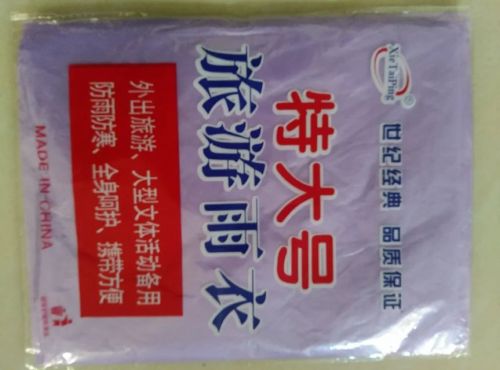 XieTaiPing®
世纪经典 品质保证
特大号
旅游雨衣
外出旅游、大型文体活动备用
防雨防寒、全身呵护、携带方便
MADE IN CHINA